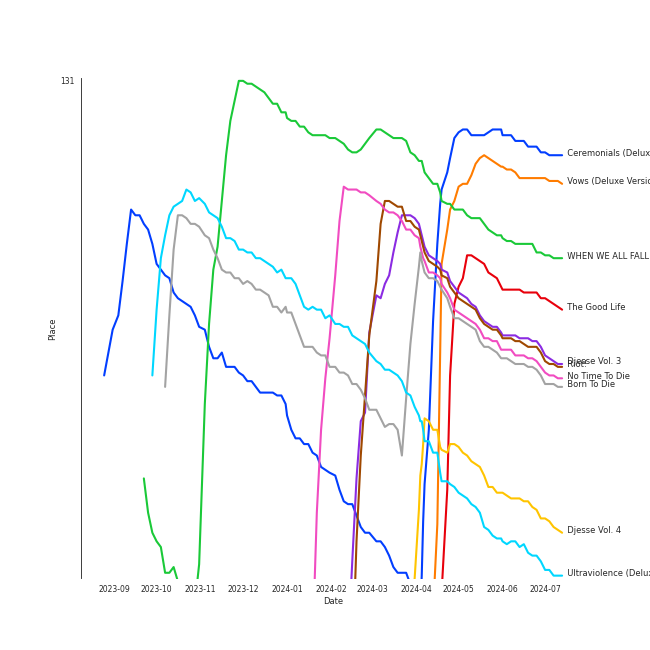 131
Ceremonials (Delux
Vows (Deluxe Versio
WHEN WE ALL FALL
The Good Life
Place
Djesse Vol. 3
No Time To Die
Born To Die
Djesse Vol. 4
Ultraviolence (Delu
2023-09 2023-10 2023-11 2023-12 2024-01 2024-02 2024-03 2024-04 2024-05 2024-06 2024-07
Date